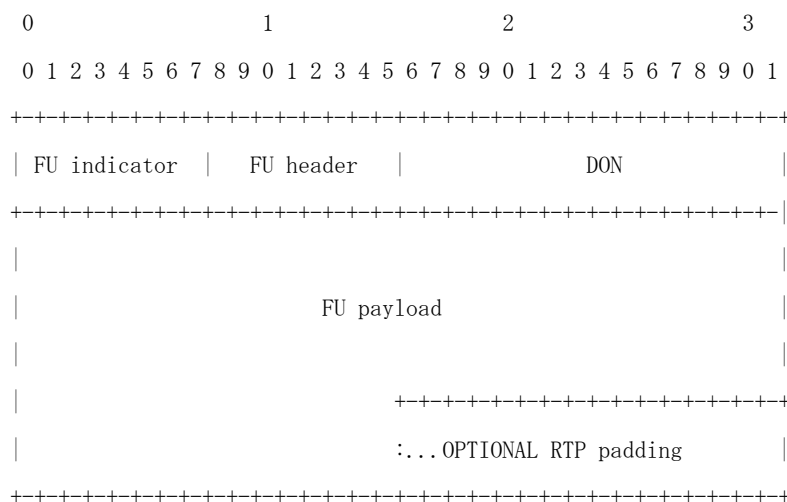 0                   1                   2                   3
0 1 2 3 4 5 6 7 8 9 0 1 2 3 4 5 6 7 8 9 0 1 2 3 4 5 6 7 8 9 0 1
+-+-+-+-+-+-+-+-+-+-+-+-+-+-+-+-+-+-+-+-+-+-+-+-+-+-+-+-+-+-+-+-+
| FU indicator  |   FU header   |               DON             |
+-+-+-+-+-+-+-+-+-+-+-+-+-+-+-+-+-+-+-+-+-+-+-+-+-+-+-+-+-+-+-+-|
|                                                               |
|                         FU payload                            |
|                                                               |
|                               +-+-+-+-+-+-+-+-+-+-+-+-+-+-+-+-+
|                               :...OPTIONAL RTP padding        |
+-+-+-+-+-+-+-+-+-+-+-+-+-+-+-+-+-+-+-+-+-+-+-+-+-+-+-+-+-+-+-+-+